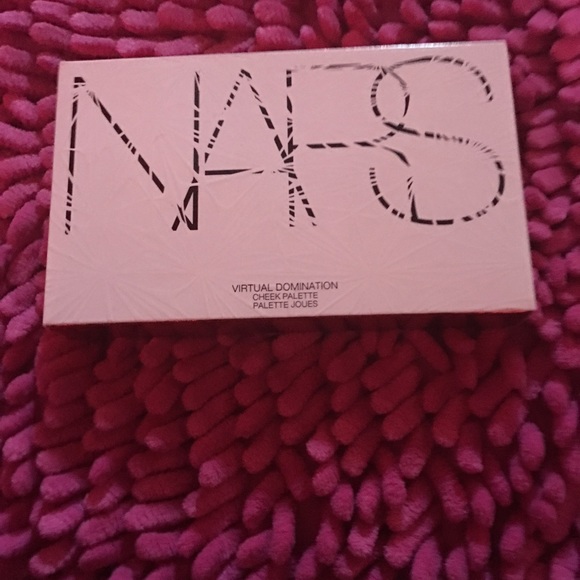 NARS
VIRTUAL DOMINATION
CHEEK PALETTE
PALETTE JOUES